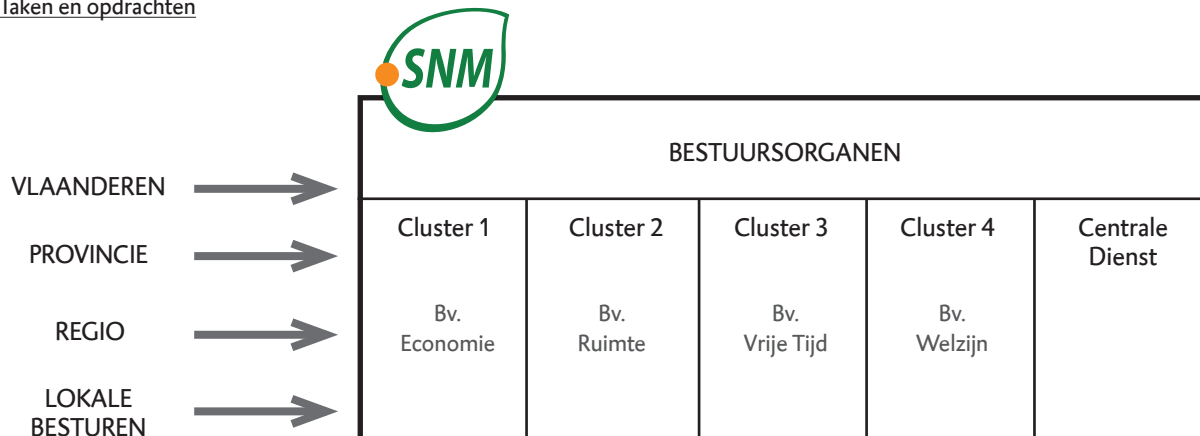 Taken en opdrachten
SNM
BESTUURSORGANEN
VLAANDEREN
PROVINCIE
REGIO
LOKALE
BESTUREN
Cluster 1
Bv.
Economie
Cluster 2
Bv.
Ruimte
Cluster 3
Bv.
Vrije Tijd
Cluster 4
Bv.
Welzijn
Centrale
Dienst